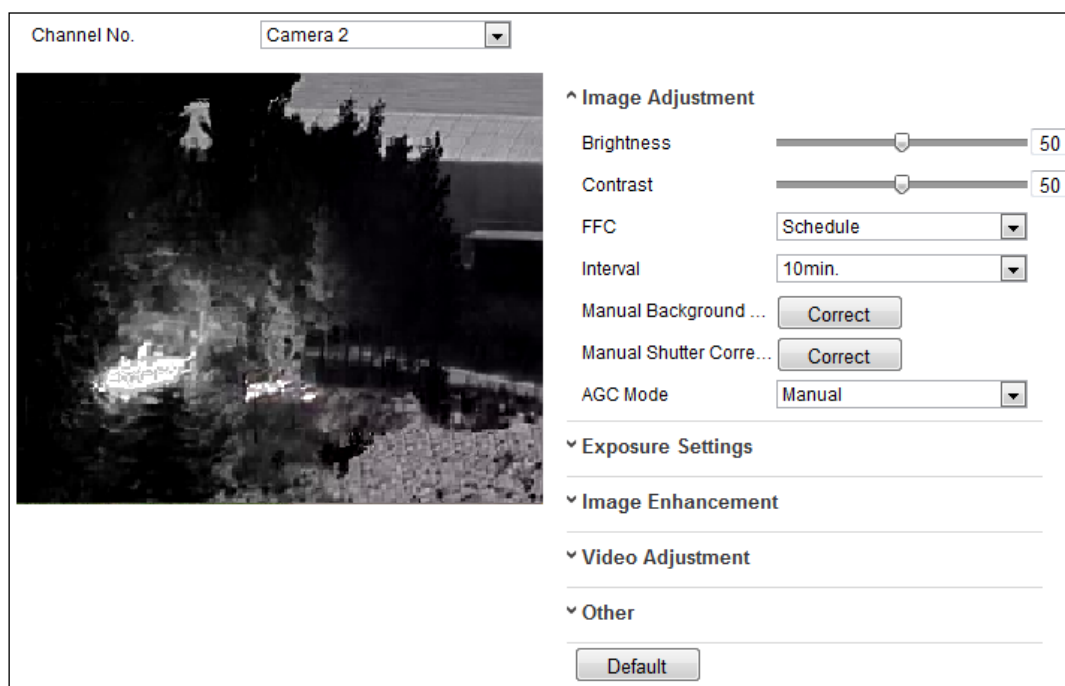 Channel No. Camera 2
Image Adjustment
Brightness 50
Contrast 50
FFC Schedule
Interval 10min.
Manual Background ... Correct
Manual Shutter Corre... Correct
AGC Mode Manual
Exposure Settings
Image Enhancement
Video Adjustment
Other
Default